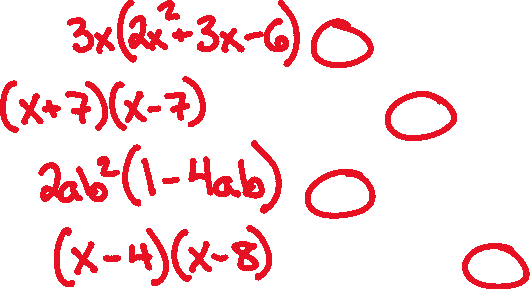 3x(2x²+3x-6)
(x+7)(x-7)
2ab²(1-4ab)
(x-4)(x-8)